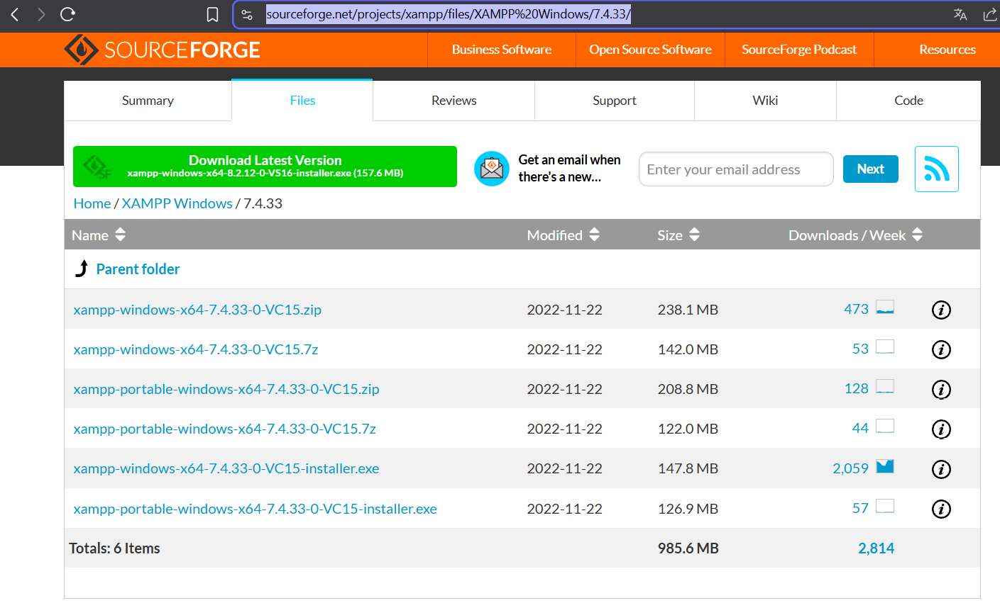 sourceforge.net/projects/xampp/files/XAMPP%20Windows/7.4.33/
SOURCEFORGE
Business Software
Open Source Software
SourceForge Podcast
Resources
Summary
Files
Reviews
Support
Wiki
Code
SF
Download Latest Version
xampp-windows-x64-8.2.12-0-VS16-installer.exe (157.6 MB)
Get an email when
there's a new...
Enter your email address
Next
Home / XAMPP Windows / 7.4.33
Name Modified Size Downloads / Week
Parent folder
xampp-windows-x64-7.4.33-0-VC15.zip 2022-11-22 238.1 MB 473 i
xampp-windows-x64-7.4.33-0-VC15.7z 2022-11-22 142.0 MB 53 i
xampp-portable-windows-x64-7.4.33-0-VC15.zip 2022-11-22 208.8 MB 128 i
xampp-portable-windows-x64-7.4.33-0-VC15.7z 2022-11-22 122.0 MB 44 i
xampp-windows-x64-7.4.33-0-VC15-installer.exe 2022-11-22 147.8 MB 2,059 i
xampp-portable-windows-x64-7.4.33-0-VC15-installer.exe 2022-11-22 126.9 MB 57 i
Totals: 6 Items 985.6 MB 2,814